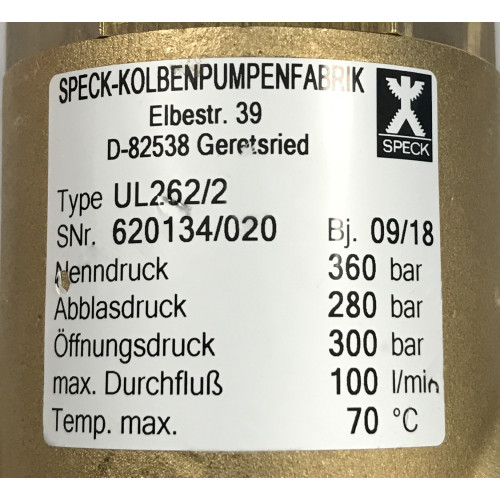 SPECK-KOLBENPUMPENFABRIK
Elbestr. 39
D-82538 Geretsried
SPECK
Type UL262/2
SNr. 620134/020 Bj. 09/18
Nenndruck 360 bar
Abblasdruck 280 bar
Öffnungsdruck 300 bar
max. Durchfluß 100 l/min
Temp. max. 70 °C